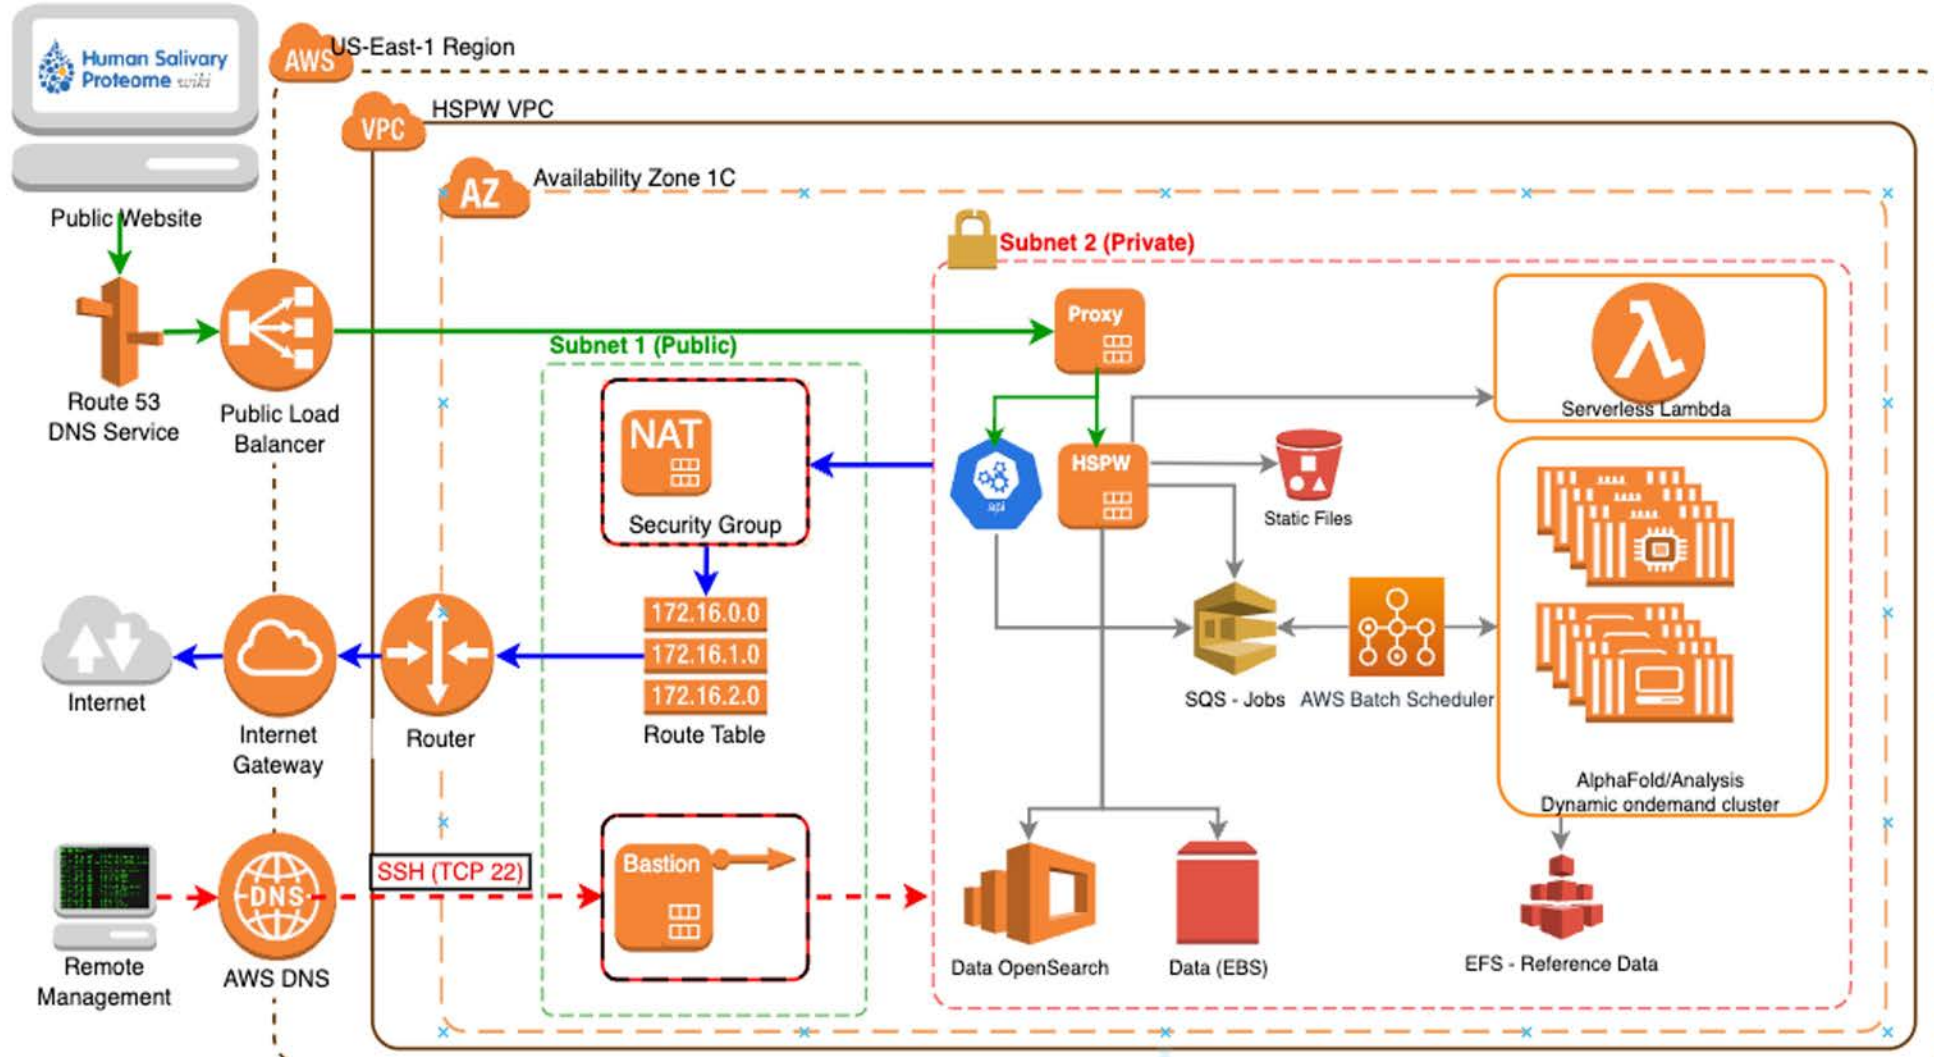 Human Salivary
Proteome wiki
AWS
US-East-1 Region
VPC
HSPW VPC
AZ
Availability Zone 1C
Public Website
Subnet 2 (Private)
Proxy
Subnet 1 (Public)
Route 53
DNS Service
Public Load
Balancer
Serverless Lambda
NAT
Security Group
api
HSPW
Static Files
172.16.0.0
172.16.1.0
172.16.2.0
Route Table
Internet
Internet
Gateway
Router
SQS - Jobs
AWS Batch Scheduler
AlphaFold/Analysis
Dynamic ondemand cluster
SSH (TCP 22)
Bastion
DNS
Remote
Management
AWS DNS
Data OpenSearch
Data (EBS)
EFS - Reference Data